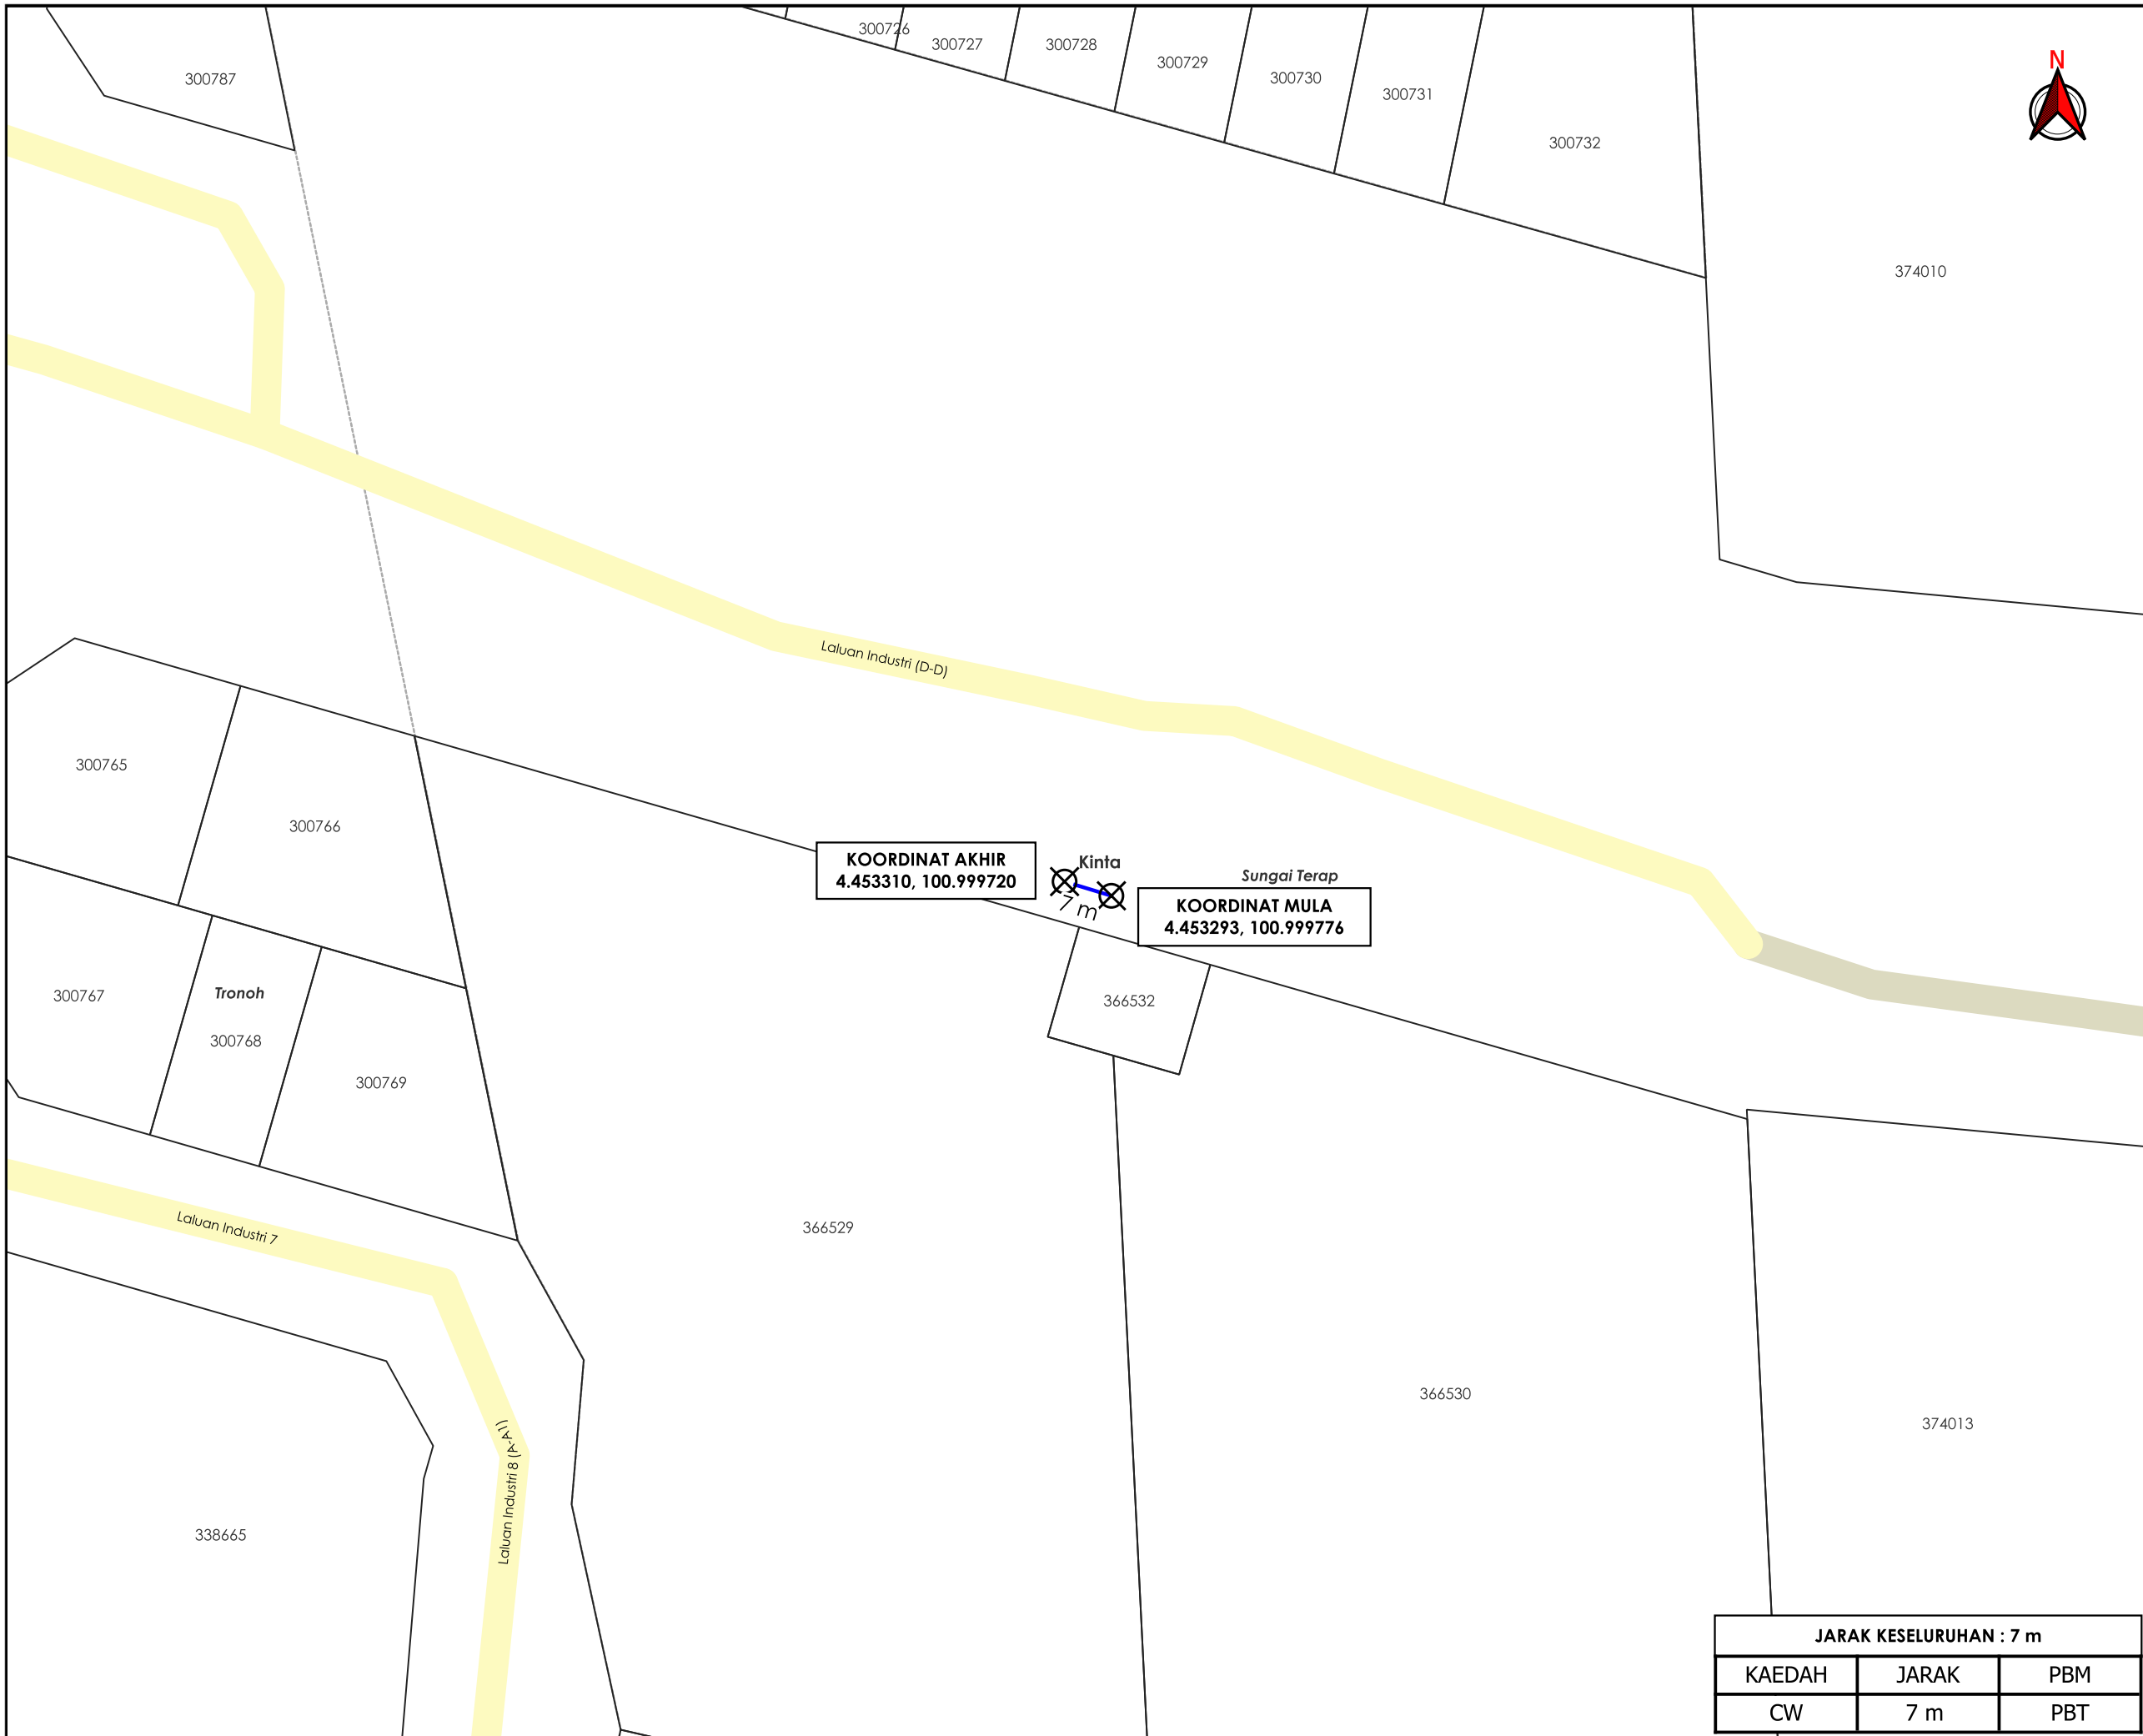 300726
300727
300728
300729
300730
300731
300732
300787
N
374010
Laluan Industri (D-D)
300765
300766
KOORDINAT AKHIR
4.453310, 100.999720
Kinta
Sungai Terap
7 m
KOORDINAT MULA
4.453293, 100.999776
300767
Tronoh
300768
300769
366532
Laluan Industri 7
366529
366530
374013
Laluan Industri 8 (A-A1)
338665
JARAK KESELURUHAN : 7 m
KAEDAH JARAK PBM
CW 7 m PBT